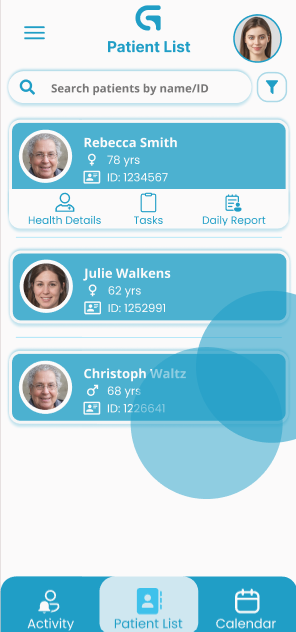 Patient List
Search patients by name/ID
Rebecca Smith
78 yrs
ID: 1234567
Health Details Tasks Daily Report
Julie Walkens
62 yrs
ID: 1252991
Christoph Waltz
68 yrs
ID: 1226641
Activity Patient List Calendar